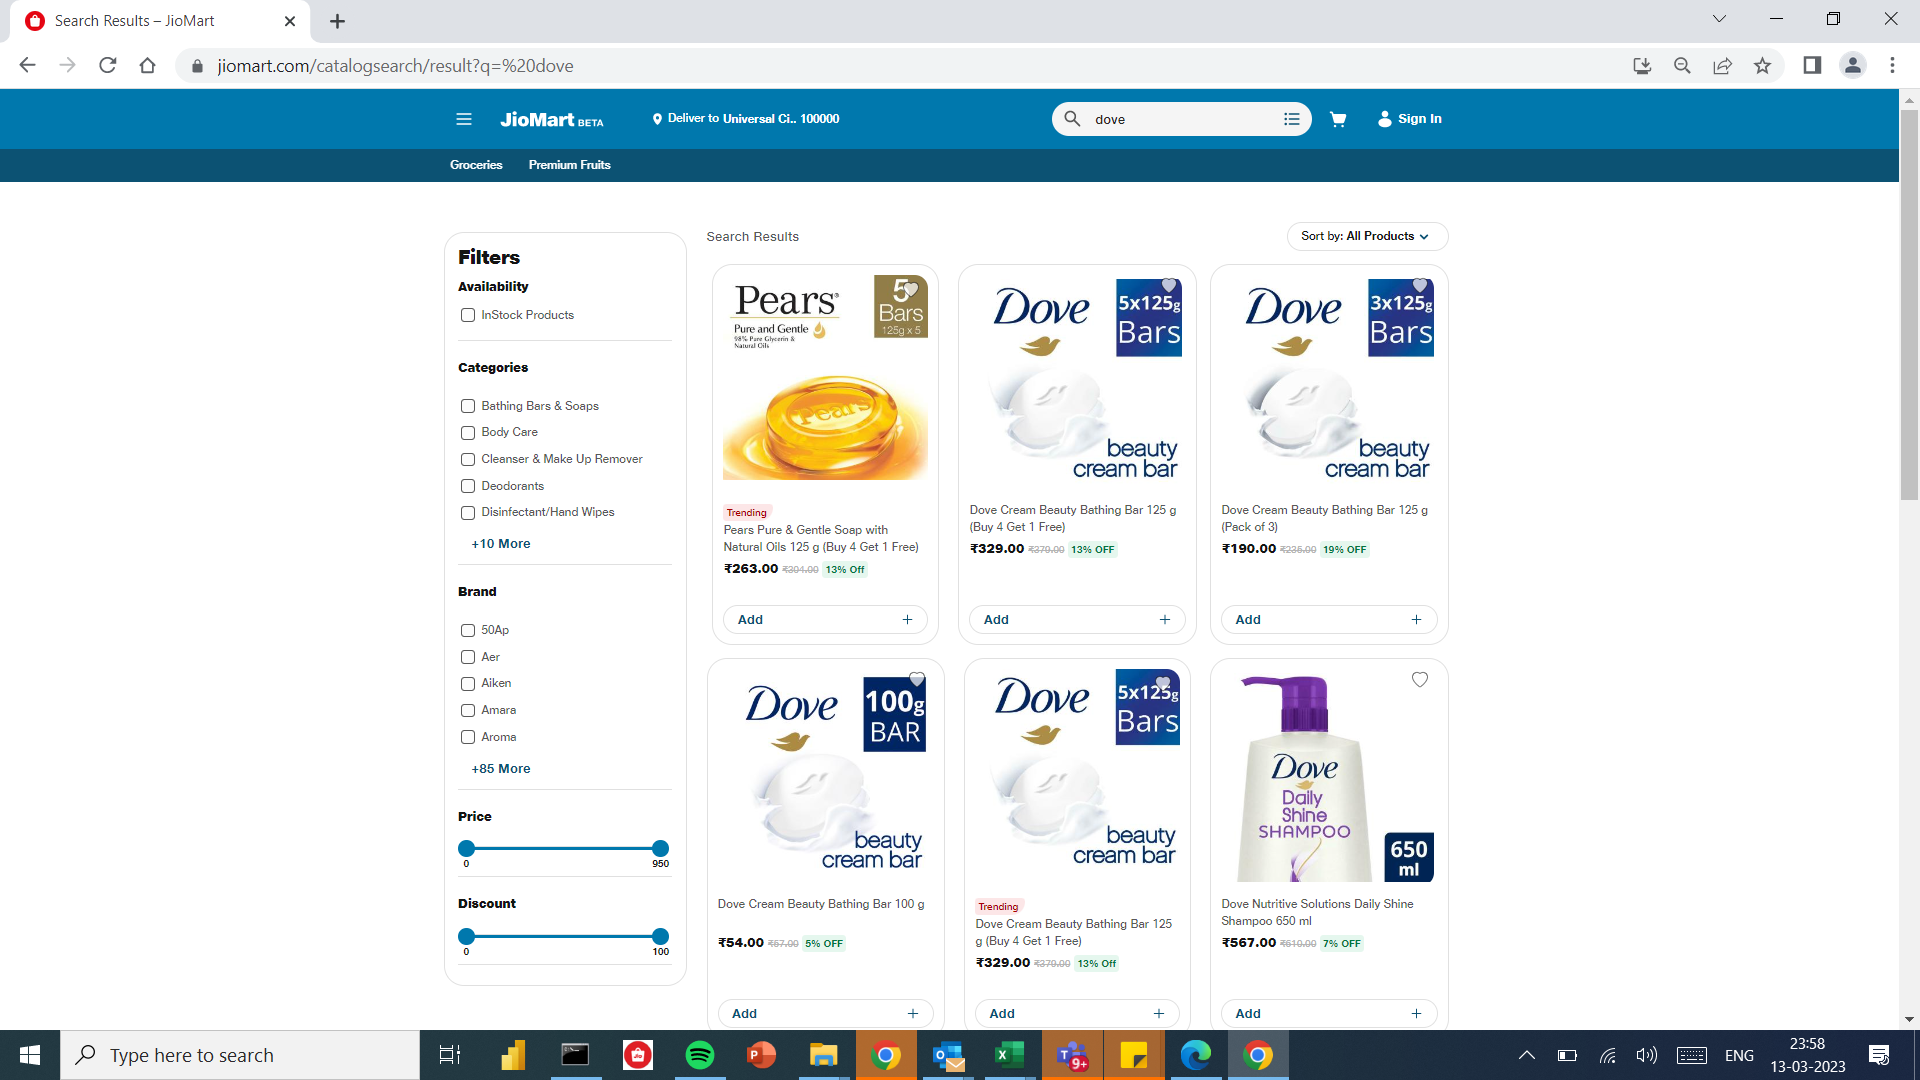 Search Results – JioMart
jiomart.com/catalogsearch/result?q=%20dove
JioMart BETA
Deliver to Universal Ci.. 100000
dove
Sign In
Groceries
Premium Fruits
Filters
Availability
InStock Products
Categories
Bathing Bars & Soaps
Body Care
Cleanser & Make Up Remover
Deodorants
Disinfectant/Hand Wipes
+10 More
Brand
50Ap
Aer
Aiken
Amara
Aroma
+85 More
Price
0
950
Discount
0
100
Search Results
Sort by: All Products
Pears®
Pure and Gentle
98% Pure Glycerin &
Natural Oils
5
Bars
125g x 5
Pears
Trending
Pears Pure & Gentle Soap with
Natural Oils 125 g (Buy 4 Get 1 Free)
₹263.00 ₹304.00 13% Off
Add
Dove
5x125g
Bars
beauty
cream bar
Dove Cream Beauty Bathing Bar 125 g
(Buy 4 Get 1 Free)
₹329.00 ₹379.00 13% OFF
Add
Dove
3x125g
Bars
beauty
cream bar
Dove Cream Beauty Bathing Bar 125 g
(Pack of 3)
₹190.00 ₹235.00 19% OFF
Add
Dove
100g
BAR
beauty
cream bar
Dove Cream Beauty Bathing Bar 100 g
₹54.00 ₹57.00 5% OFF
Add
Dove
5x125g
Bars
beauty
cream bar
Trending
Dove Cream Beauty Bathing Bar 125
g (Buy 4 Get 1 Free)
₹329.00 ₹379.00 13% Off
Add
Dove
Daily
Shine
SHAMPOO
650
ml
Dove Nutritive Solutions Daily Shine
Shampoo 650 ml
₹567.00 ₹610.00 7% OFF
Add
Type here to search
9+
ENG
23:58
13-03-2023